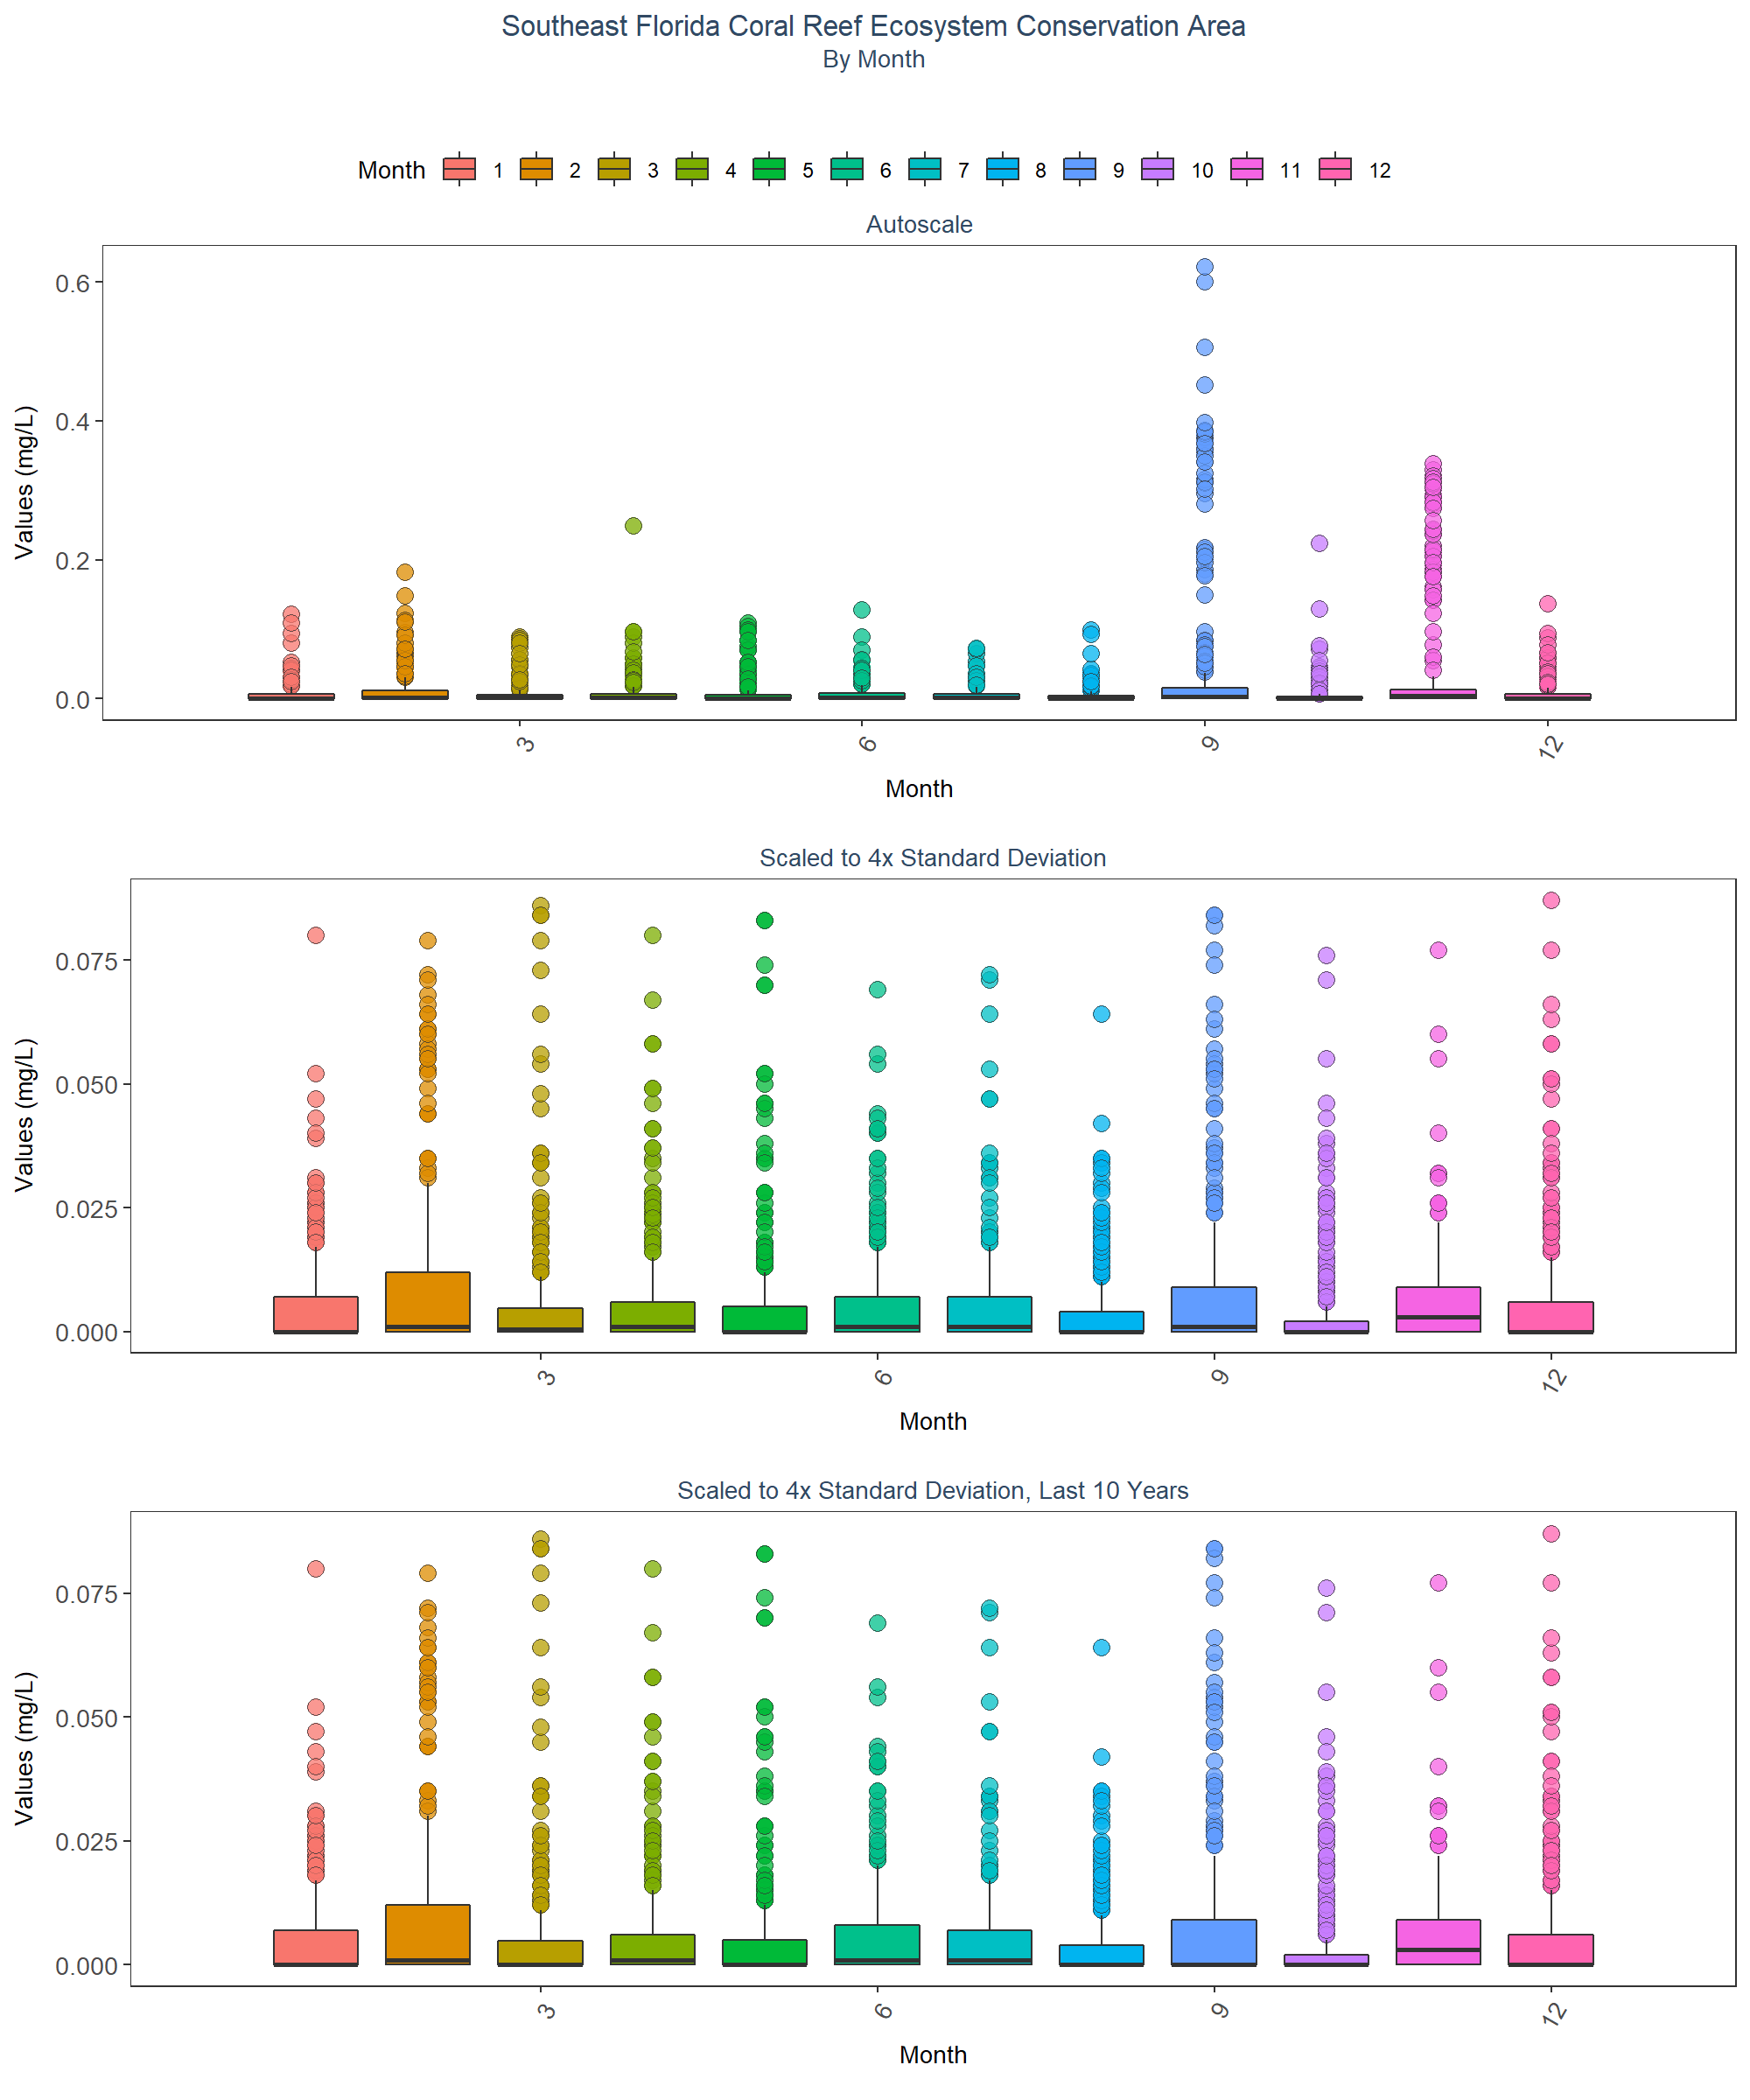 Southeast Florida Coral Reef Ecosystem Conservation Area
By Month
Month 1 2 3 4 5 6 7 8 9 10 11 12
Autoscale
Values (mg/L)
0.6
0.4
0.2
0.0
3 6 9 12
Month
Scaled to 4x Standard Deviation
Values (mg/L)
0.075
0.050
0.025
0.000
3 6 9 12
Month
Scaled to 4x Standard Deviation, Last 10 Years
Values (mg/L)
0.075
0.050
0.025
0.000
3 6 9 12
Month